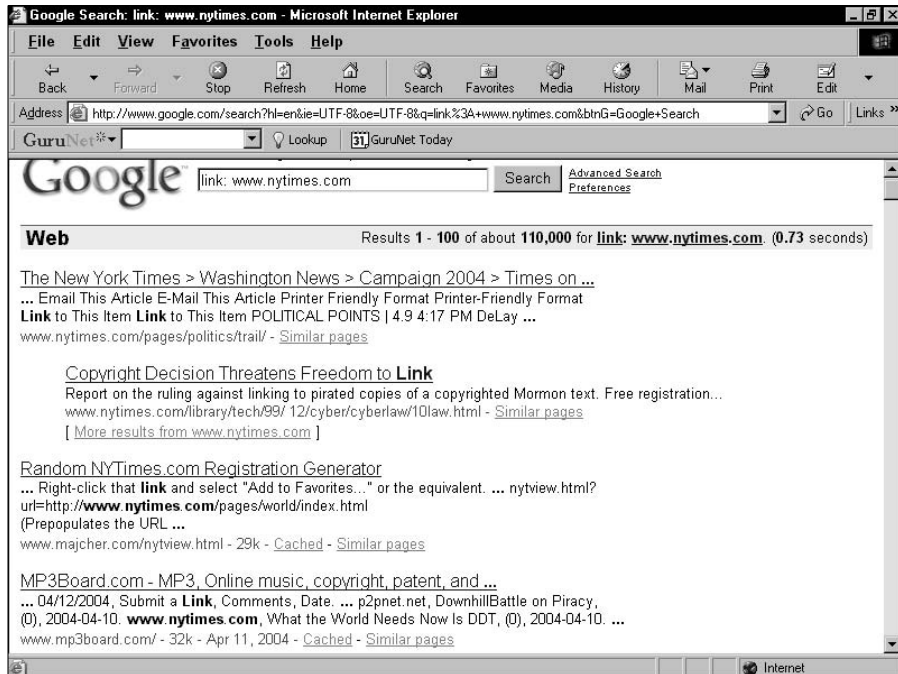 Google Search: link: www.nytimes.com - Microsoft Internet Explorer
File Edit View Favorites Tools Help
Back Forward Stop Refresh Home Search Favorites Media History Mail Print Edit
Address http://www.google.com/search?hl=en&ie=UTF-8&oe=UTF-8&q=link%3A+www.nytimes.com&btnG=Google+Search Go Links »
GuruNet Lookup 31 GuruNet Today
Google™ link: www.nytimes.com Search Advanced Search
Preferences
Web Results 1 - 100 of about 110,000 for link: www.nytimes.com. (0.73 seconds)
The New York Times > Washington News > Campaign 2004 > Times on ...
... Email This Article E-Mail This Article Printer Friendly Format Printer-Friendly Format
Link to This Item Link to This Item POLITICAL POINTS | 4.9 4:17 PM DeLay ...
www.nytimes.com/pages/politics/trail/ - Similar pages
Copyright Decision Threatens Freedom to Link
Report on the ruling against linking to pirated copies of a copyrighted Mormon text. Free registration...
www.nytimes.com/library/tech/99/ 12/cyber/cyberlaw/10law.html - Similar pages
[ More results from www.nytimes.com ]
Random NYTimes.com Registration Generator
... Right-click that link and select "Add to Favorites..." or the equivalent. ... nytview.html?
url=http://www.nytimes.com/pages/world/index.html
(Prepopulates the URL ...
www.majcher.com/nytview.html - 29k - Cached - Similar pages
MP3Board.com - MP3, Online music, copyright, patent, and ...
... 04/12/2004, Submit a Link, Comments, Date. ... p2pnet.net, DownhillBattle on Piracy,
(0), 2004-04-10. www.nytimes.com, What the World Needs Now Is DDT, (0), 2004-04-10. ...
www.mp3board.com/ - 32k - Apr 11, 2004 - Cached - Similar pages
Internet